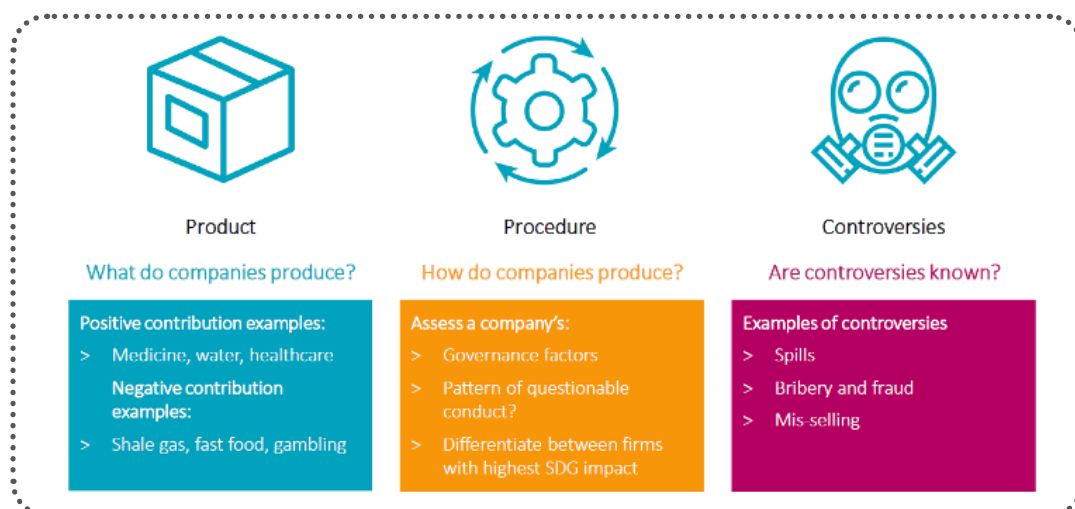 Product
What do companies produce?
Positive contribution examples:
> Medicine, water, healthcare
Negative contribution
examples:
> Shale gas, fast food, gambling
Procedure
How do companies produce?
Assess a company's:
> Governance factors
> Pattern of questionable
conduct?
> Differentiate between firms
with highest SDG impact
Controversies
Are controversies known?
Examples of controversies
> Spills
> Bribery and fraud
> Mis-selling